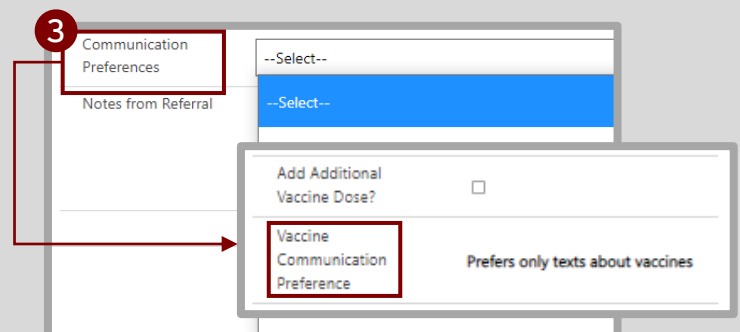 3
Communication
Preferences
--Select--
--Select--
Notes from Referral
Add Additional
Vaccine Dose?
Vaccine
Communication
Preference
Prefers only texts about vaccines